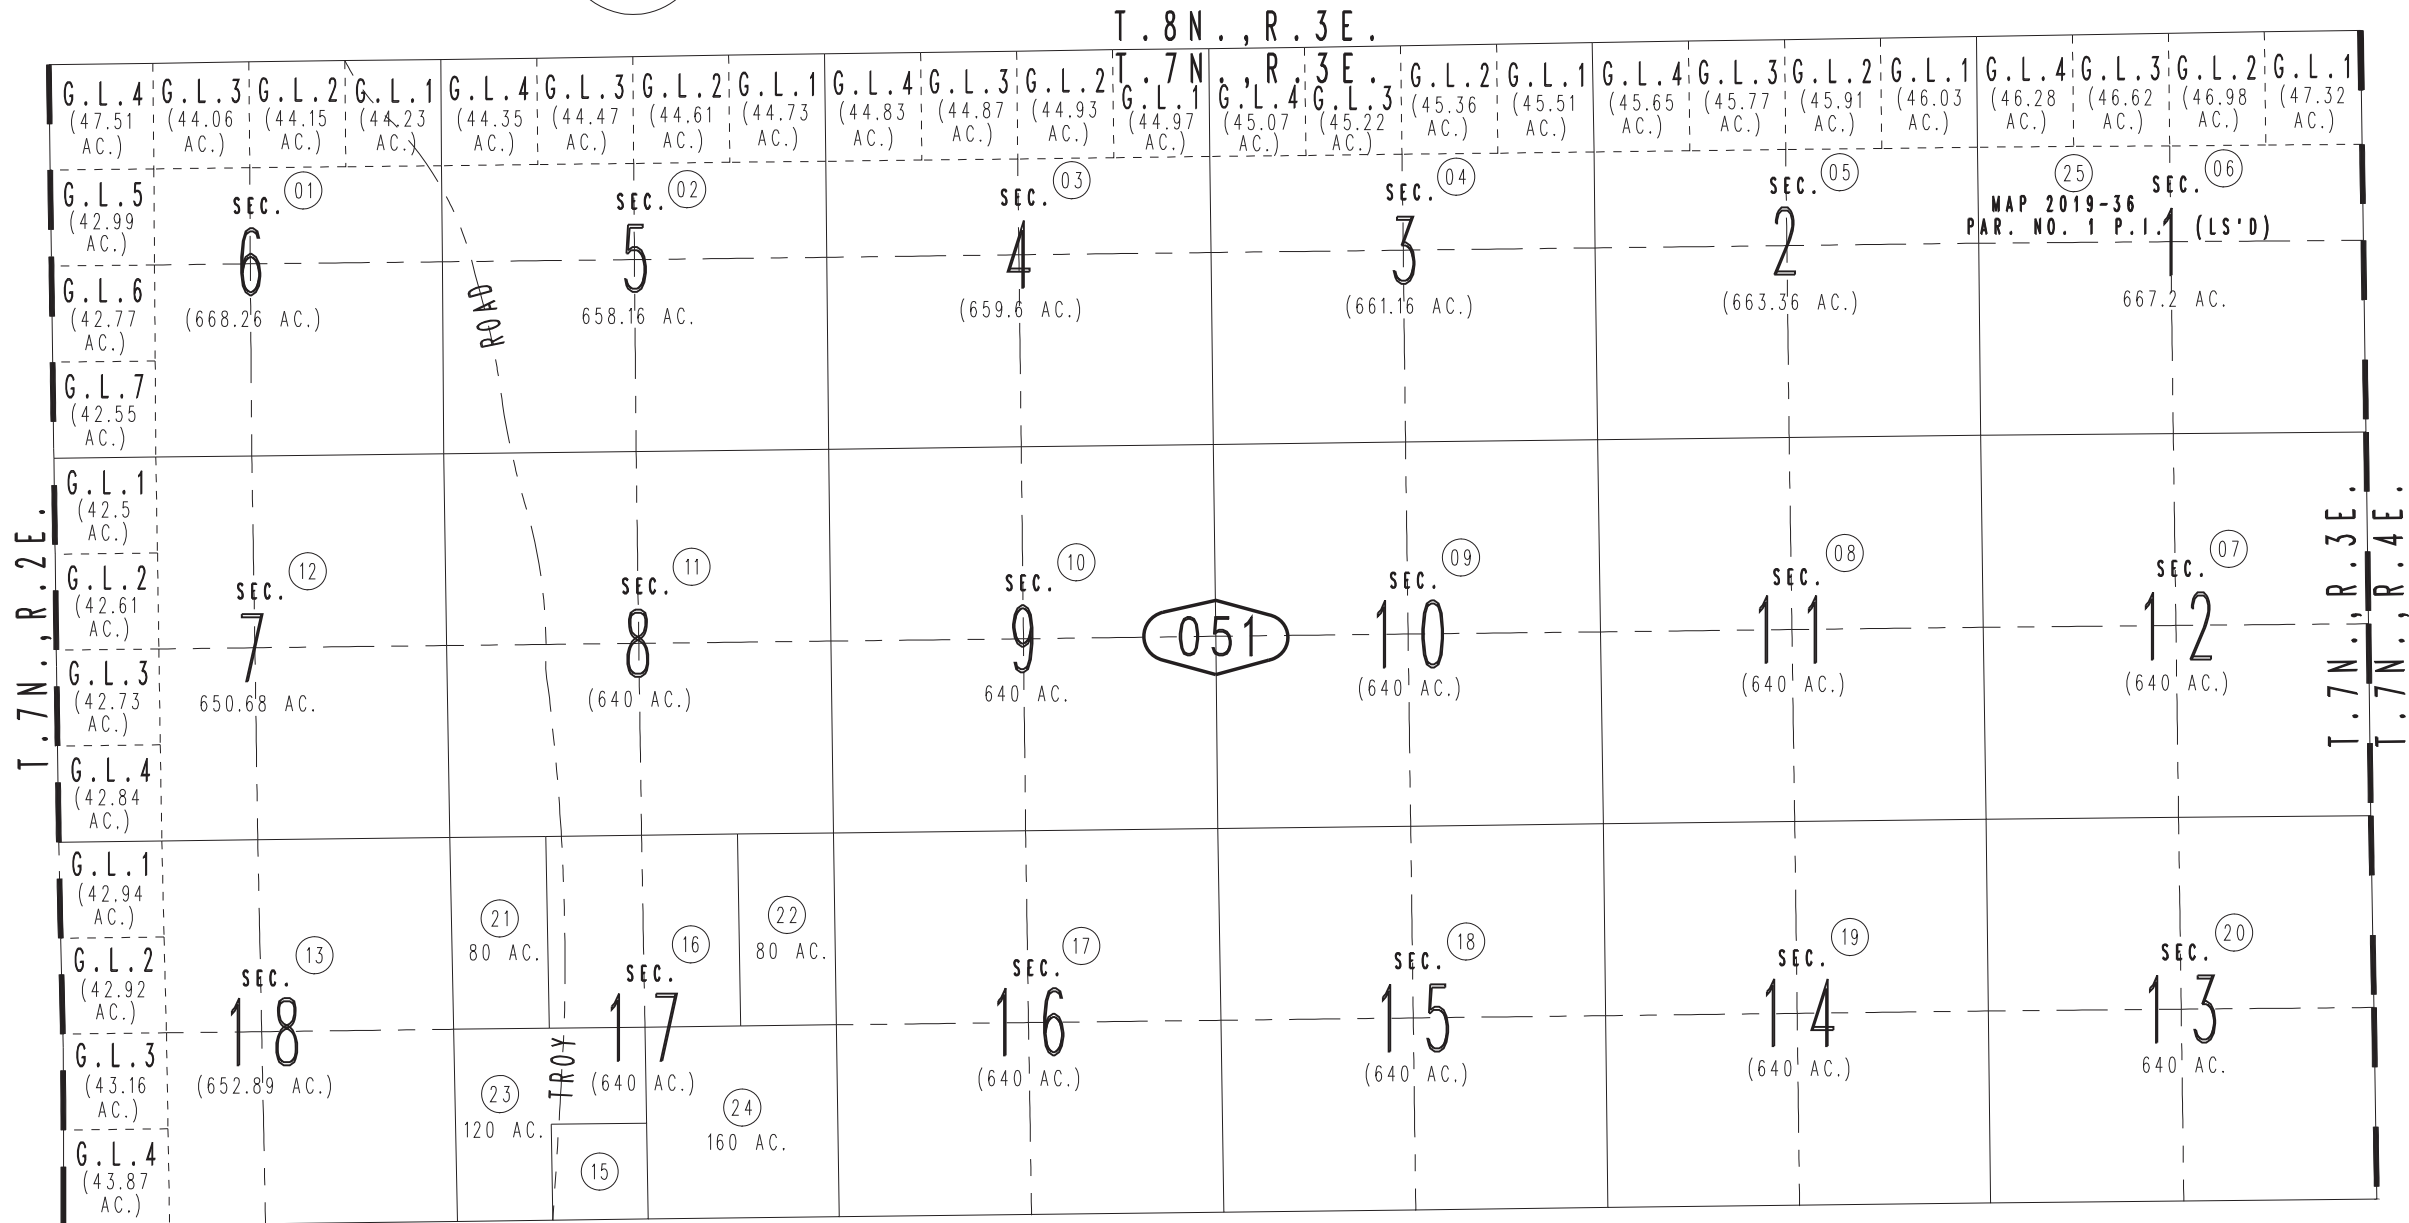 T.8N.,R.3E.
T.7N.,R.3E.
G.L.4 G.L.3 G.L.2 G.L.1 G.L.4 G.L.3 G.L.2 G.L.1 G.L.4 G.L.3 G.L.2 G.L.1 G.L.4 G.L.3 G.L.2 G.L.1 G.L.4 G.L.3 G.L.2 G.L.1 G.L.4 G.L.3 G.L.2 G.L.1
(47.51 (44.06 (44.15 (44.23 (44.35 (44.47 (44.61 (44.73 (44.83 (44.87 (44.93 (44.97 (45.07 (45.22 (45.36 (45.51 (45.65 (45.77 (45.91 (46.03 (46.28 (46.62 (46.98 (47.32
AC.) AC.) AC.) AC.) AC.) AC.) AC.) AC.) AC.) AC.) AC.) AC.) AC.) AC.) AC.) AC.) AC.) AC.) AC.) AC.) AC.) AC.) AC.) AC.)
G.L.5
(42.99
AC.)
SEC. 01
6
(668.26 AC.)
SEC. 02
5
658.16 AC.
SEC. 03
4
(659.6 AC.)
SEC. 04
3
(661.16 AC.)
SEC. 05
2
(663.36 AC.)
25
MAP 2019-36
PAR. NO. 1 P.I. (LS'D)
SEC. 06
1
667.2 AC.
G.L.6
(42.77
AC.)
ROAD
G.L.7
(42.55
AC.)
T.7N.,R.2E.
G.L.1
(42.5
AC.)
G.L.2
(42.61
AC.)
G.L.3
(42.73
AC.)
G.L.4
(42.84
AC.)
SEC. 12
7
650.68 AC.
SEC. 11
8
(640 AC.)
SEC. 10
9
640 AC.
051
SEC. 09
10
(640 AC.)
SEC. 08
11
(640 AC.)
SEC. 07
12
(640 AC.)
T.7N.,R.3E.
T.7N.,R.4E.
G.L.1
(42.94
AC.)
G.L.2
(42.92
AC.)
G.L.3
(43.16
AC.)
G.L.4
(43.87
AC.)
SEC. 13
18
(652.89 AC.)
21
80 AC.
22
80 AC.
SEC. 16
17
(640 AC.)
TROY
23
120 AC.
24
160 AC.
15
SEC. 17
16
(640 AC.)
SEC. 18
15
(640 AC.)
SEC. 19
14
(640 AC.)
SEC. 20
13
640 AC.